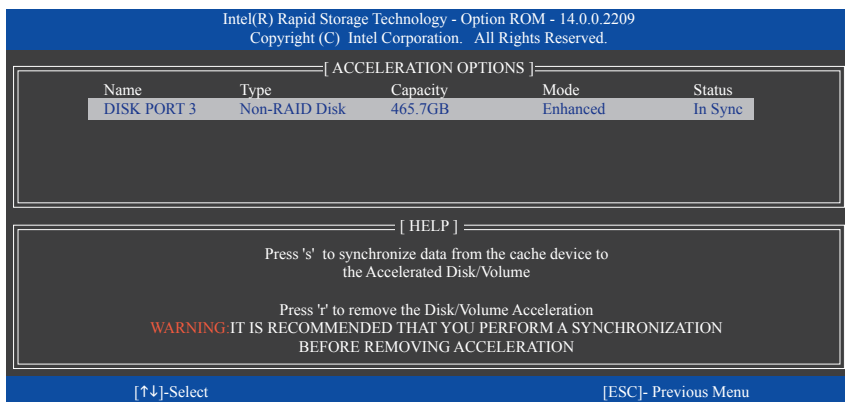 Intel(R) Rapid Storage Technology - Option ROM - 14.0.0.2209
Copyright (C) Intel Corporation. All Rights Reserved.
[ ACCELERATION OPTIONS ]
Name Type Capacity Mode Status
DISK PORT 3 Non-RAID Disk 465.7GB Enhanced In Sync
[ HELP ]
Press 's' to synchronize data from the cache device to
the Accelerated Disk/Volume
Press 'r' to remove the Disk/Volume Acceleration
WARNING:IT IS RECOMMENDED THAT YOU PERFORM A SYNCHRONIZATION
BEFORE REMOVING ACCELERATION
[↑↓]-Select [ESC]- Previous Menu